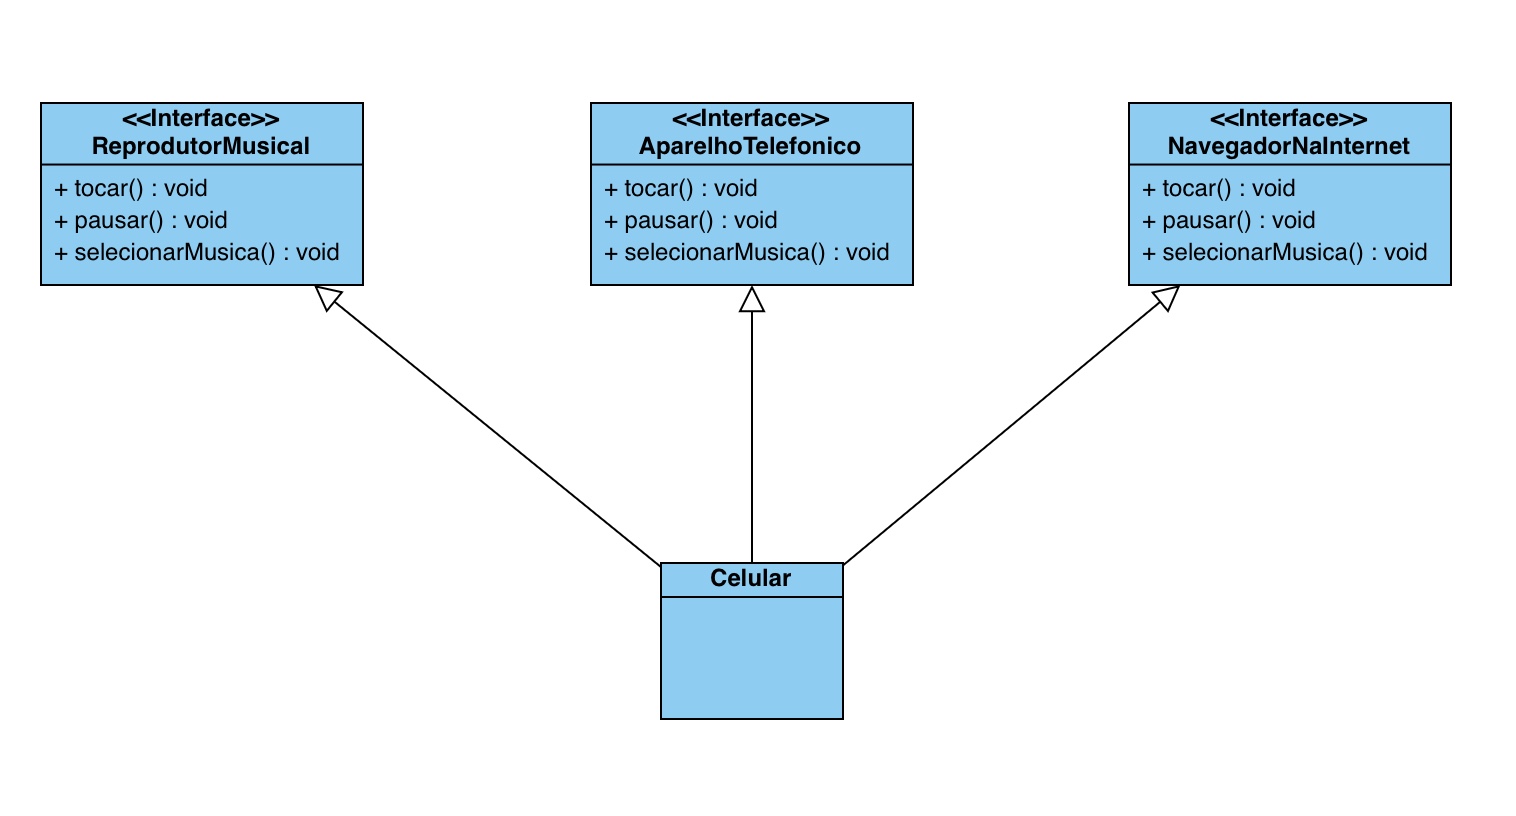 <<Interface>>
ReprodutorMusical
+ tocar() : void
+ pausar() : void
+ selecionarMusica() : void
<<Interface>>
AparelhoTelefonico
+ tocar() : void
+ pausar() : void
+ selecionarMusica() : void
<<Interface>>
NavegadorNaInternet
+ tocar() : void
+ pausar() : void
+ selecionarMusica() : void
Celular